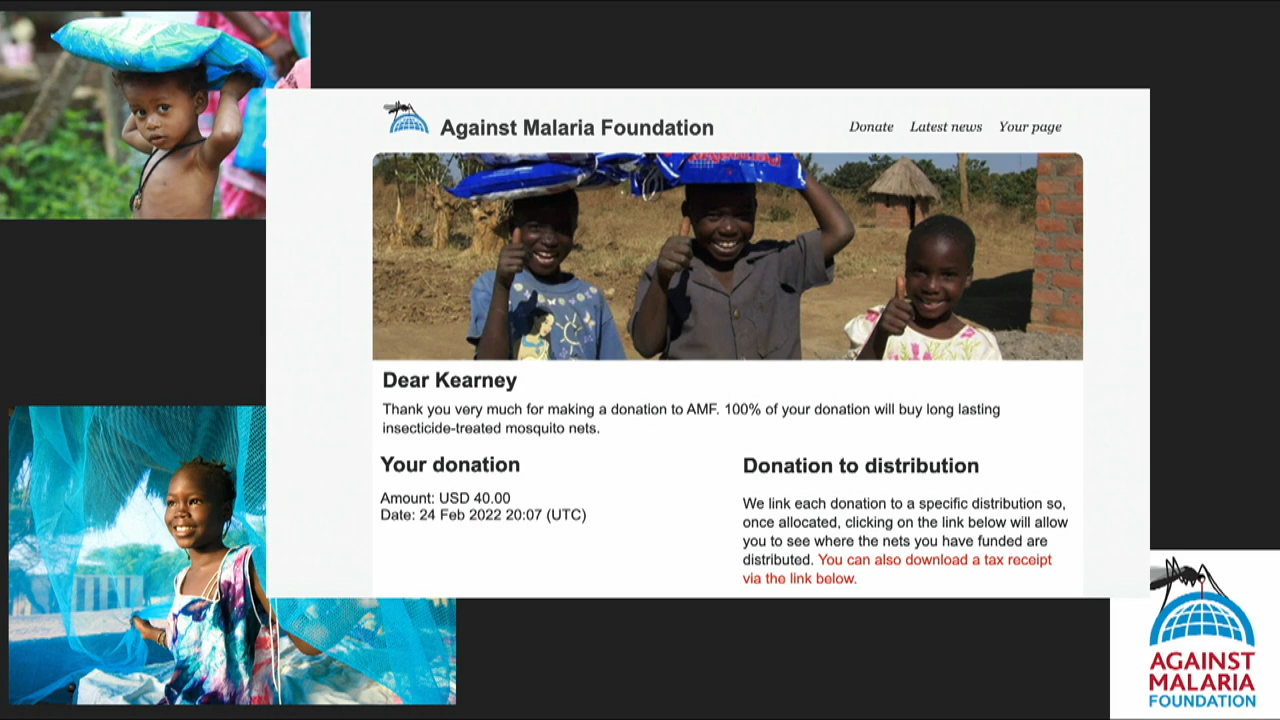 Against Malaria Foundation
Donate Latest news Your page
Dear Kearney
Thank you very much for making a donation to AMF. 100% of your donation will buy long lasting
insecticide-treated mosquito nets.
Your donation
Amount: USD 40.00
Date: 24 Feb 2022 20:07 (UTC)
Donation to distribution
We link each donation to a specific distribution so,
once allocated, clicking on the link below will allow
you to see where the nets you have funded are
distributed. You can also download a tax receipt
via the link below.
AGAINST
MALARIA
FOUNDATION